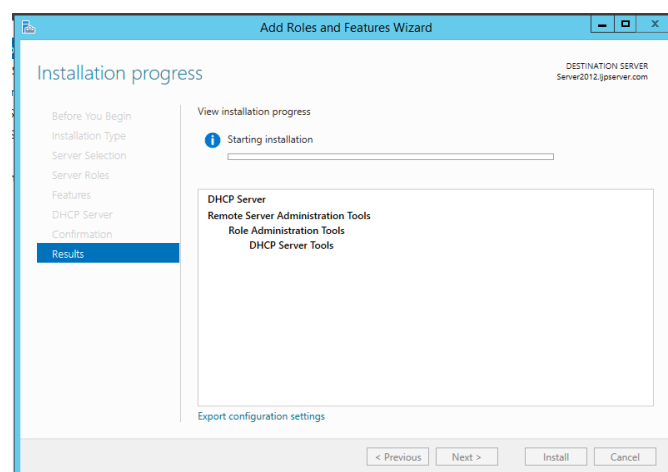 Add Roles and Features Wizard
Installation progress
DESTINATION SERVER
Server2012.ljpserver.com
Before You Begin
Installation Type
Server Selection
Server Roles
Features
DHCP Server
Confirmation
Results
View installation progress
Starting installation
DHCP Server
Remote Server Administration Tools
Role Administration Tools
DHCP Server Tools
Export configuration settings
< Previous
Next >
Install
Cancel